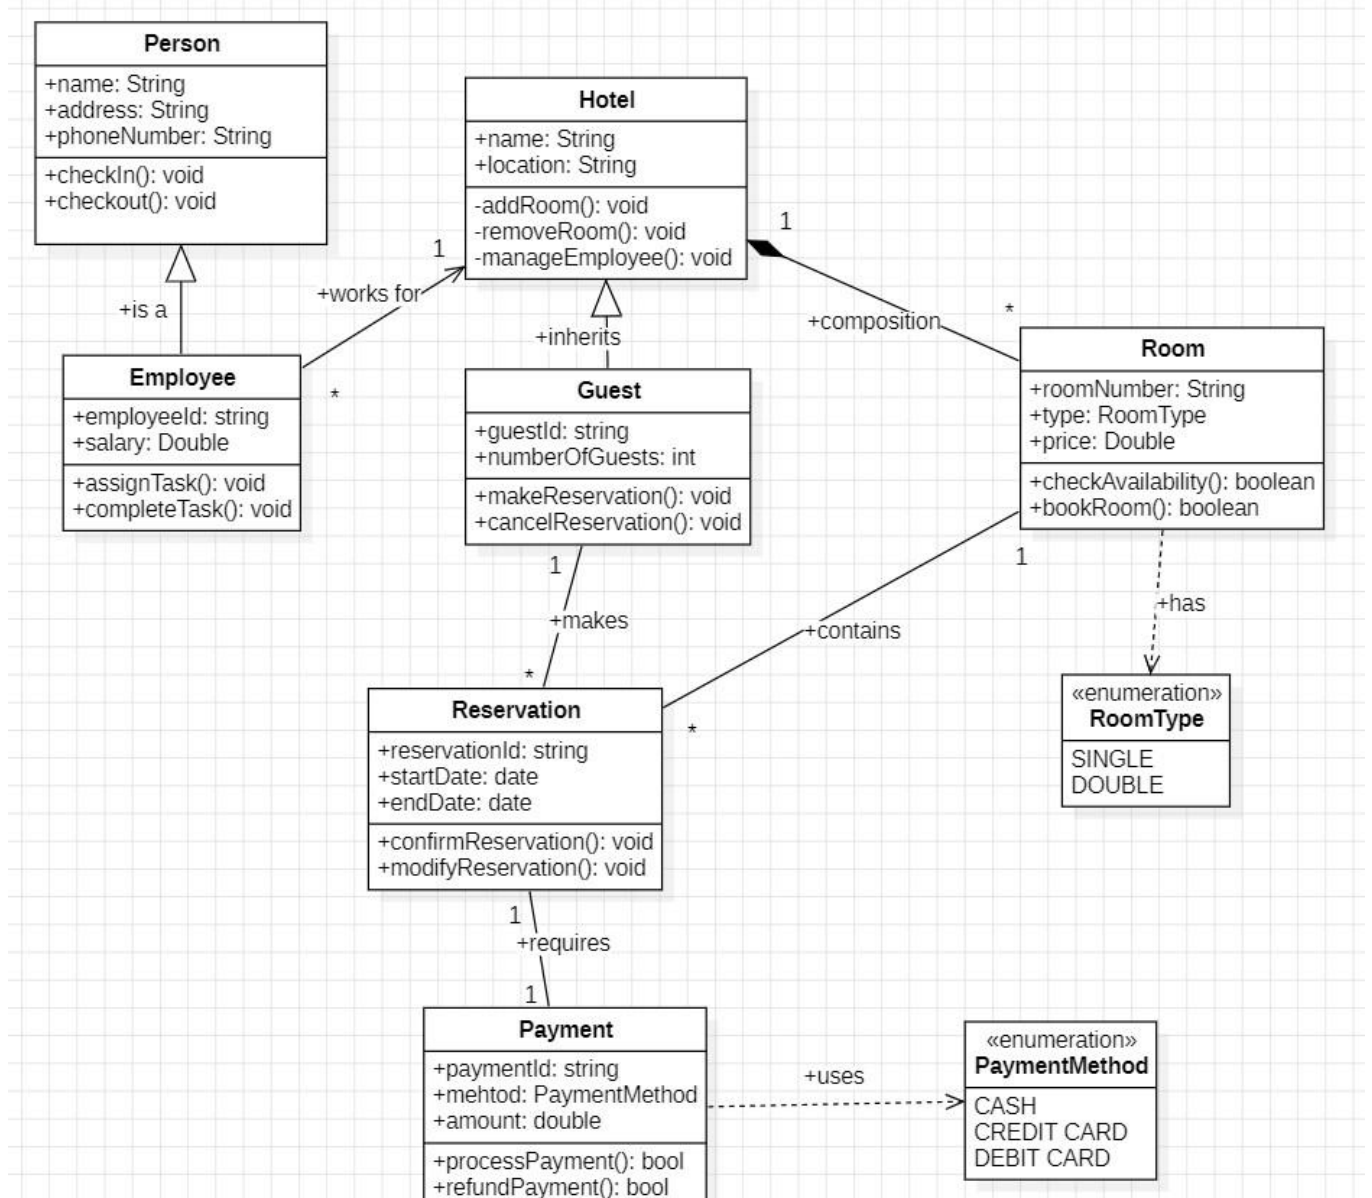 Person
+name: String
+address: String
+phoneNumber: String
+checkIn(): void
+checkout(): void
Hotel
+name: String
+location: String
-addRoom(): void
-removeRoom(): void
-manageEmployee(): void
1
1
+works for
+is a
+inherits
+composition
*
*
Employee
+employeeId: string
+salary: Double
+assignTask(): void
+completeTask(): void
Guest
+guestId: string
+numberOfGuests: int
+makeReservation(): void
+cancelReservation(): void
Room
+roomNumber: String
+type: RoomType
+price: Double
+checkAvailability(): boolean
+bookRoom(): boolean
1
+makes
*
1
+contains
*
+has
«enumeration»
RoomType
SINGLE
DOUBLE
Reservation
+reservationId: string
+startDate: date
+endDate: date
+confirmReservation(): void
+modifyReservation(): void
1
+requires
1
Payment
+paymentId: string
+mehtod: PaymentMethod
+amount: double
+processPayment(): bool
+refundPayment(): bool
+uses
«enumeration»
PaymentMethod
CASH
CREDIT CARD
DEBIT CARD